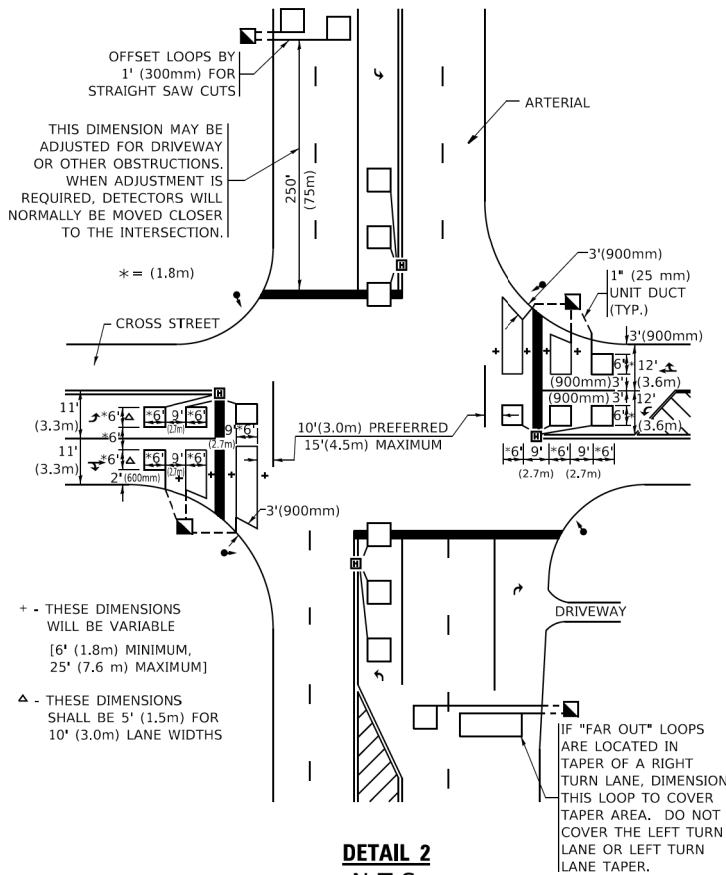 OFFSET LOOPS BY
1' (300mm) FOR
STRAIGHT SAW CUTS
ARTERIAL
THIS DIMENSION MAY BE
ADJUSTED FOR DRIVEWAY
OR OTHER OBSTRUCTIONS.
WHEN ADJUSTMENT IS
REQUIRED, DETECTORS WILL
NORMALLY BE MOVED CLOSER
TO THE INTERSECTION.
250'
(75m)
* = (1.8m)
H
3'(900mm)
1" (25 mm)
UNIT DUCT
(TYP.)
CROSS STREET
3'(900mm)
6'*
12'
(3.6m)
(900mm) 3'
(900mm) 3'
12'
(3.6m)
6'*
H
*6' 9' *6' 9' *6'
(2.7m) (2.7m)
H
11'
(3.3m)
*6'
*6' 9' *6'
(2.7m)
9' *6'
(2.7m)
*6'
11'
(3.3m)
*6'
*6' 9' *6'
(2.7m)
2' (600mm)
10'(3.0m) PREFERRED
15'(4.5m) MAXIMUM
3'(900mm)
H
+ - THESE DIMENSIONS
WILL BE VARIABLE
[6' (1.8m) MINIMUM,
25' (7.6 m) MAXIMUM]
△ - THESE DIMENSIONS
SHALL BE 5' (1.5m) FOR
10' (3.0m) LANE WIDTHS
DRIVEWAY
IF "FAR OUT" LOOPS
ARE LOCATED IN
TAPER OF A RIGHT
TURN LANE, DIMENSION
THIS LOOP TO COVER
TAPER AREA. DO NOT
COVER THE LEFT TURN
LANE OR LEFT TURN
LANE TAPER.
DETAIL 2